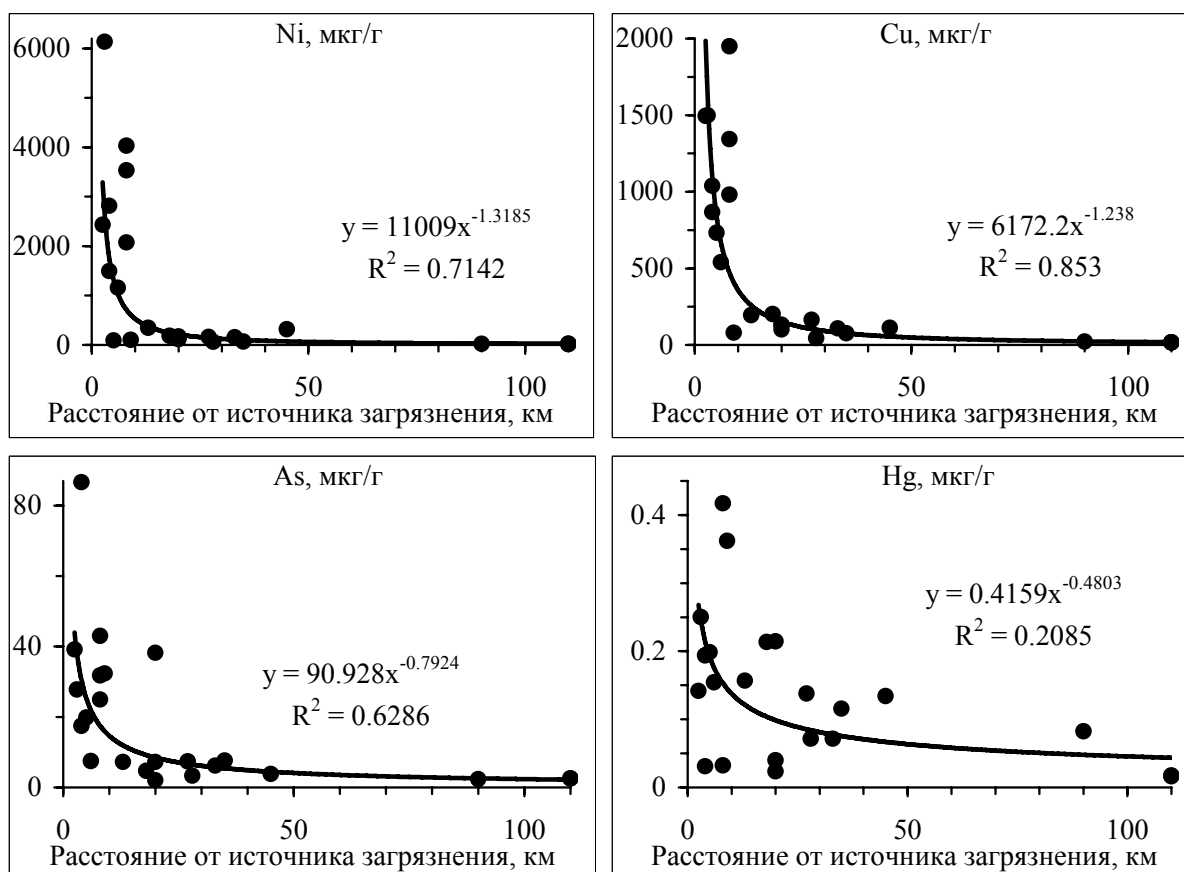 Ni, мкг/г
6000
4000
2000
0
0 50 100
y = 11009x^-1.3185
R^2 = 0.7142
Расстояние от источника загрязнения, км
Cu, мкг/г
2000
1500
1000
500
0
0 50 100
y = 6172.2x^-1.238
R^2 = 0.853
Расстояние от источника загрязнения, км
As, мкг/г
80
40
0
0 50 100
y = 90.928x^-0.7924
R^2 = 0.6286
Расстояние от источника загрязнения, км
Hg, мкг/г
0.4
0.2
0
0 50 100
y = 0.4159x^-0.4803
R^2 = 0.2085
Расстояние от источника загрязнения, км